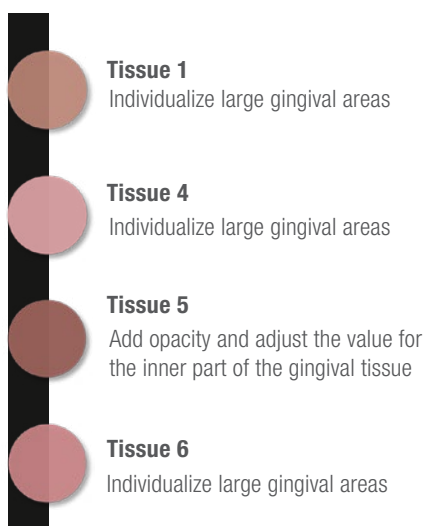 Tissue 1
Individualize large gingival areas
Tissue 4
Individualize large gingival areas
Tissue 5
Add opacity and adjust the value for
the inner part of the gingival tissue
Tissue 6
Individualize large gingival areas